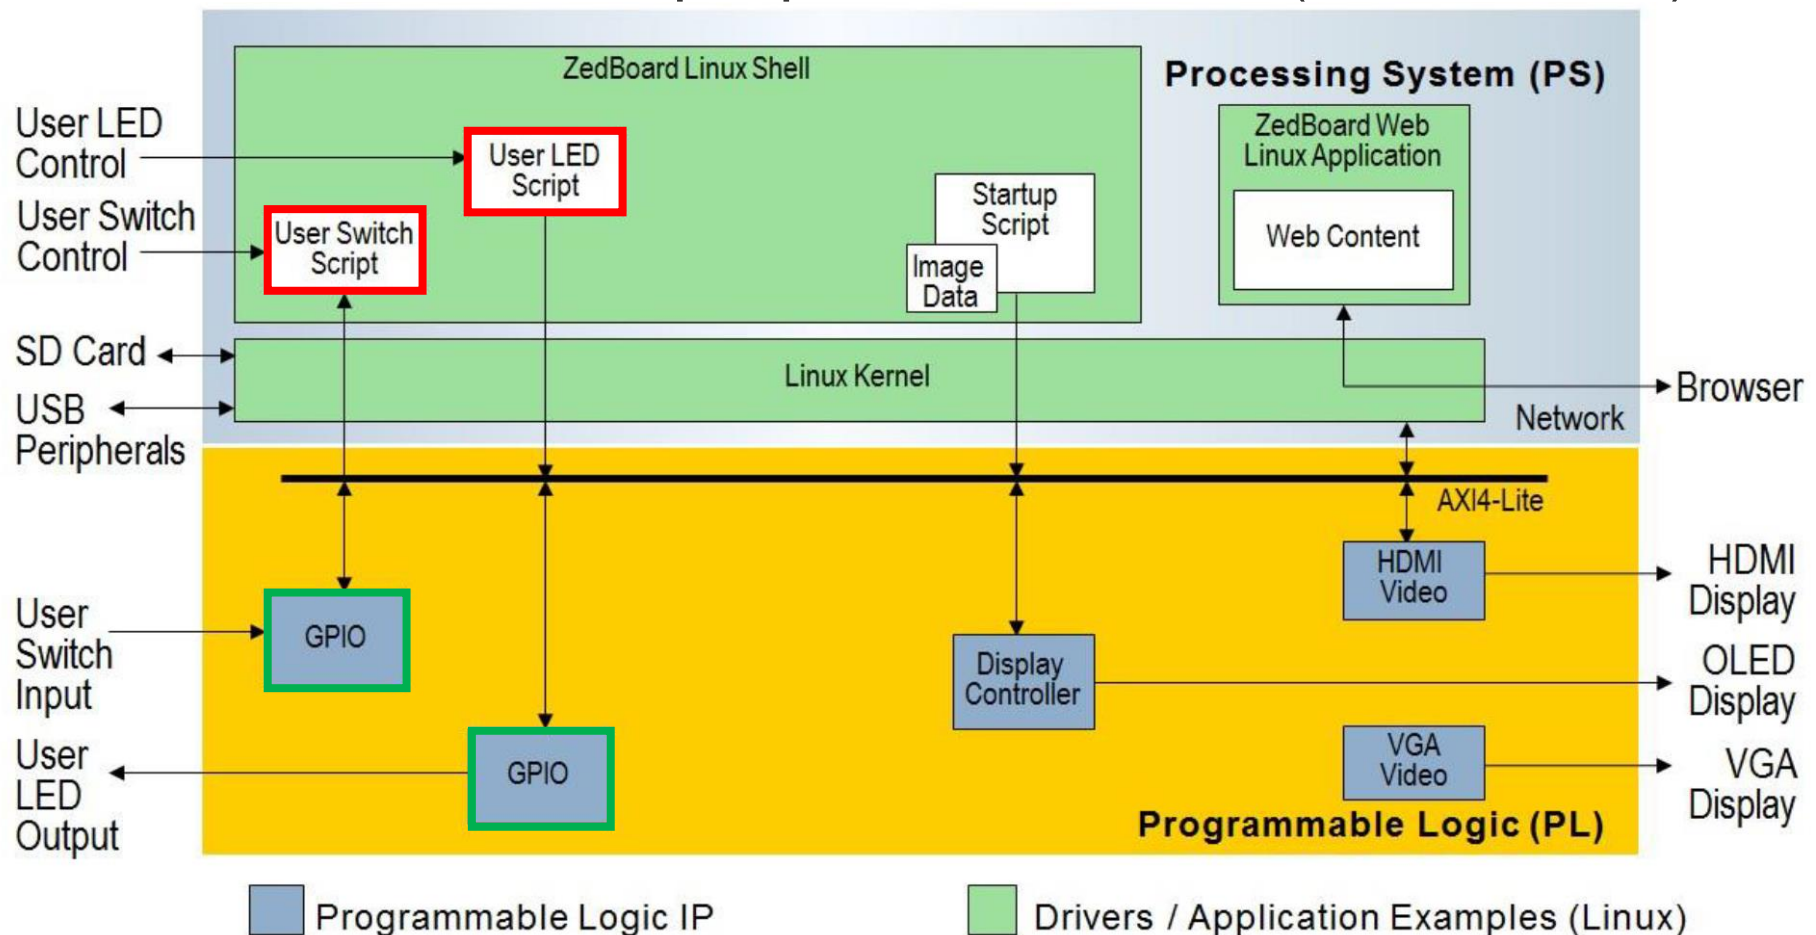 ZedBoard Linux Shell
Processing System (PS)
User LED
Control
User LED
Script
ZedBoard Web
Linux Application
User Switch
Control
User Switch
Script
Startup
Script
Image
Data
Web Content
SD Card
Linux Kernel
Browser
USB
Peripherals
Network
AXI4-Lite
HDMI
Video
HDMI
Display
User
Switch
Input
GPIO
Display
Controller
OLED
Display
User
LED
Output
GPIO
VGA
Video
VGA
Display
Programmable Logic (PL)
Programmable Logic IP
Drivers / Application Examples (Linux)